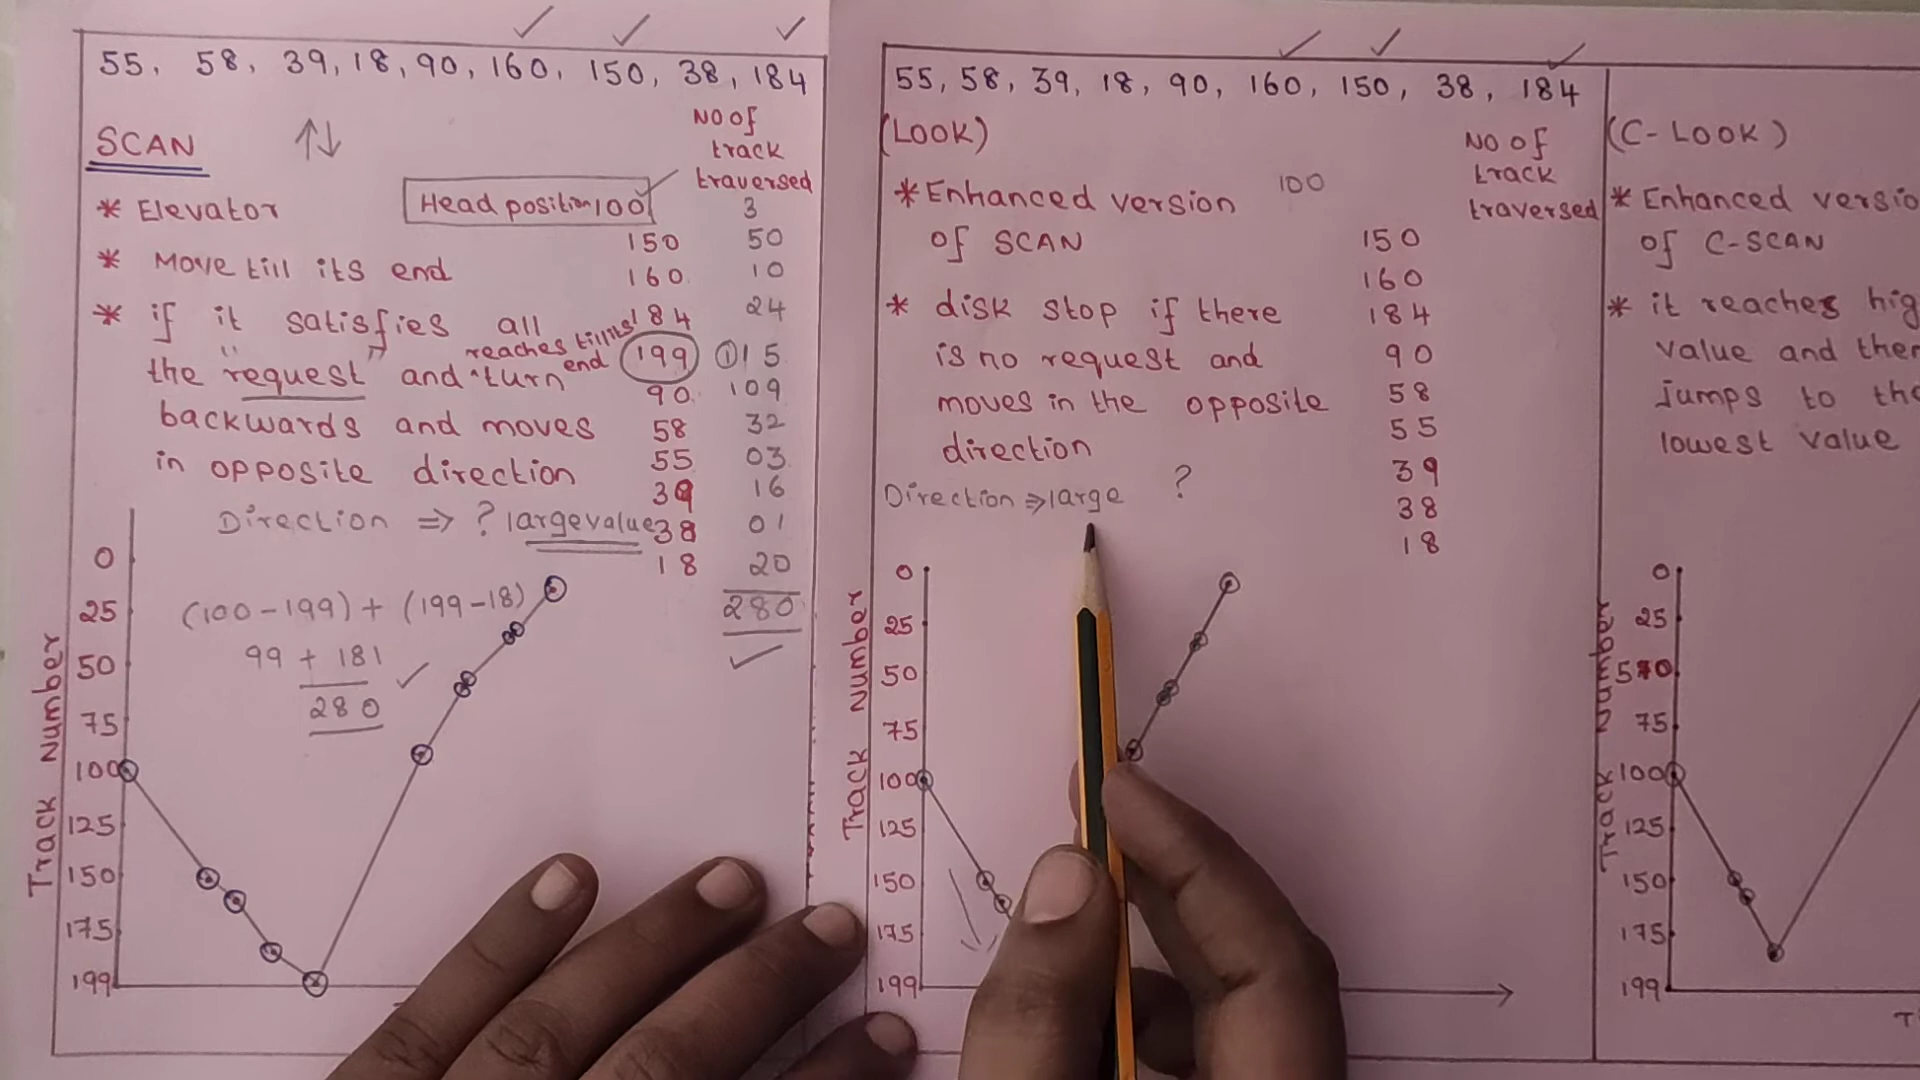 55, 58, 39, 18, 90, 160, 150, 38, 184
SCAN
No of
track
traversed
Head position 100
* Elevator
* Move till its end
* if it satisfies all
the "request" and reaches till its end turn
backwards and moves
in opposite direction
Direction ⇒ ? large value
3
150 50
160 10
184 24
199 ① 15
90 109
58 32
55 03
39 16
38 01
18 20
280
(100-199) + (199-18)
99 + 181
280
Track Number
0
25
50
75
100
125
150
175
199
55, 58, 39, 18, 90, 160, 150, 38, 184
(LOOK)
No of
track
traversed
* Enhanced version
of SCAN
100
* disk stop if there
is no request and
moves in the opposite
direction
Direction ⇒ large ?
150
160
184
90
58
55
39
38
18
Track Number
0
25
50
75
100
125
150
175
199
(C-LOOK)
* Enhanced versio
of C-SCAN
* it reaches hig
value and then
jumps to the
lowest value
Track Number
0
25
50
75
100
125
150
175
199
Ti